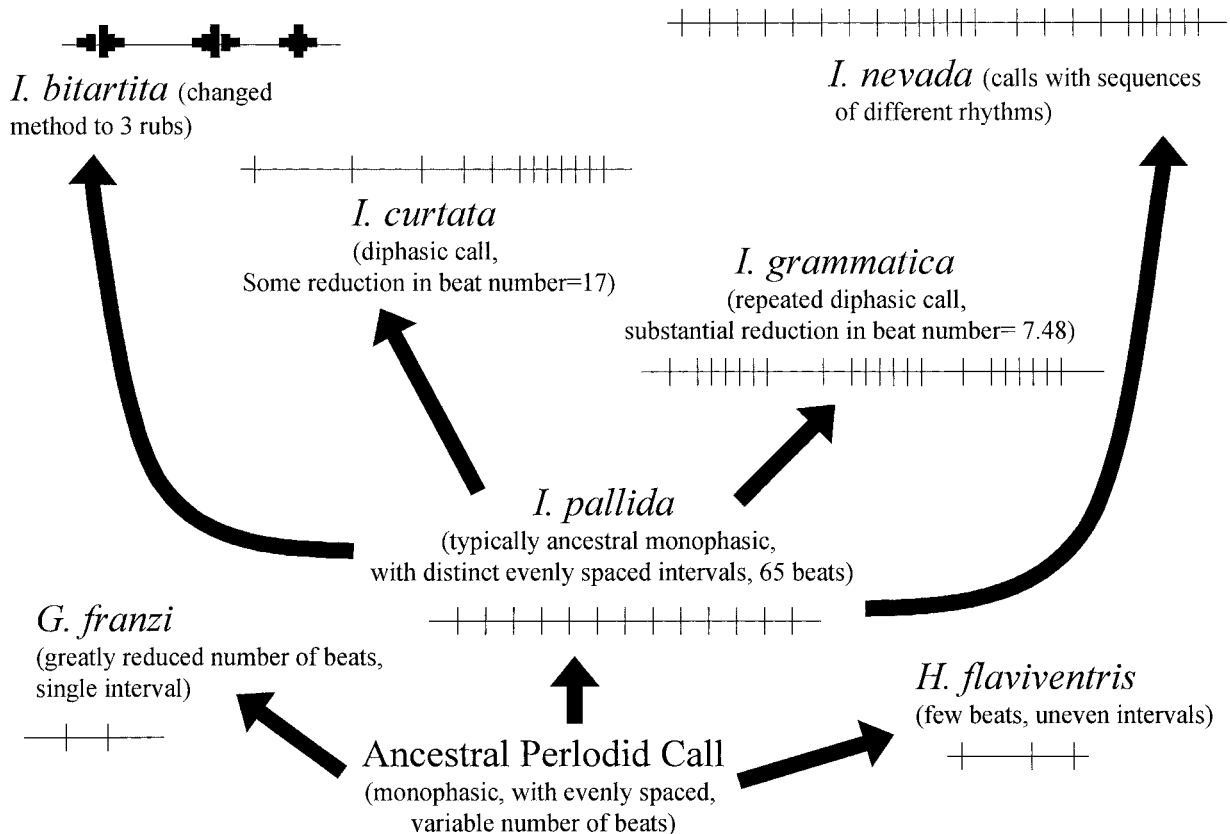 I. bitartita (changed
method to 3 rubs)
I. nevada (calls with sequences
of different rhythms)
I. curtata
(diphasic call,
Some reduction in beat number=17)
I. grammatica
(repeated diphasic call,
substantial reduction in beat number= 7.48)
I. pallida
(typically ancestral monophasic,
with distinct evenly spaced intervals, 65 beats)
G. franzi
(greatly reduced number of beats,
single interval)
H. flaviventris
(few beats, uneven intervals)
Ancestral Perlodid Call
(monophasic, with evenly spaced,
variable number of beats)